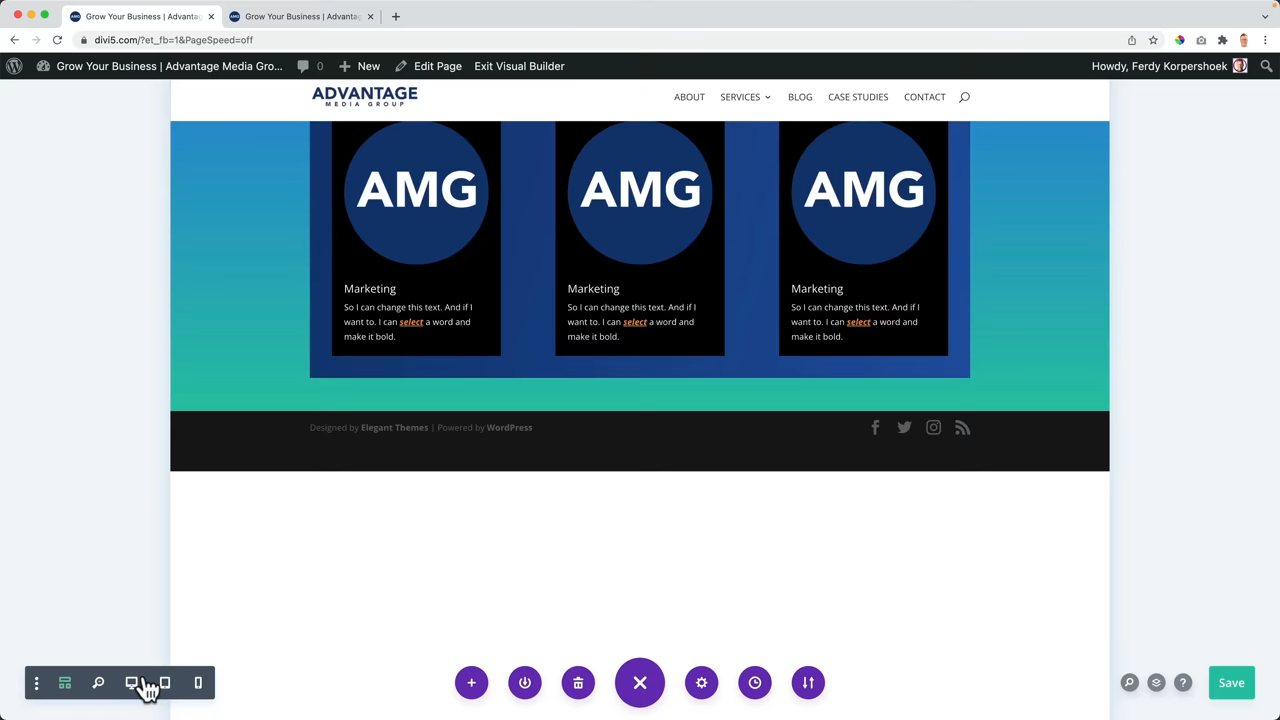 Grow Your Business | Advantag
Grow Your Business | Advantag
divi5.com/?et_fb=1&PageSpeed=off
Grow Your Business | Advantage Media Gro... 0 New Edit Page Exit Visual Builder Howdy, Ferdy Korpershoek
ADVANTAGE
MEDIA GROUP
ABOUT SERVICES BLOG CASE STUDIES CONTACT
AMG AMG AMG
Marketing Marketing Marketing
So I can change this text. And if I So I can change this text. And if I So I can change this text. And if I
want to. I can select a word and want to. I can select a word and want to. I can select a word and
make it bold. make it bold. make it bold.
Designed by Elegant Themes | Powered by WordPress
Save